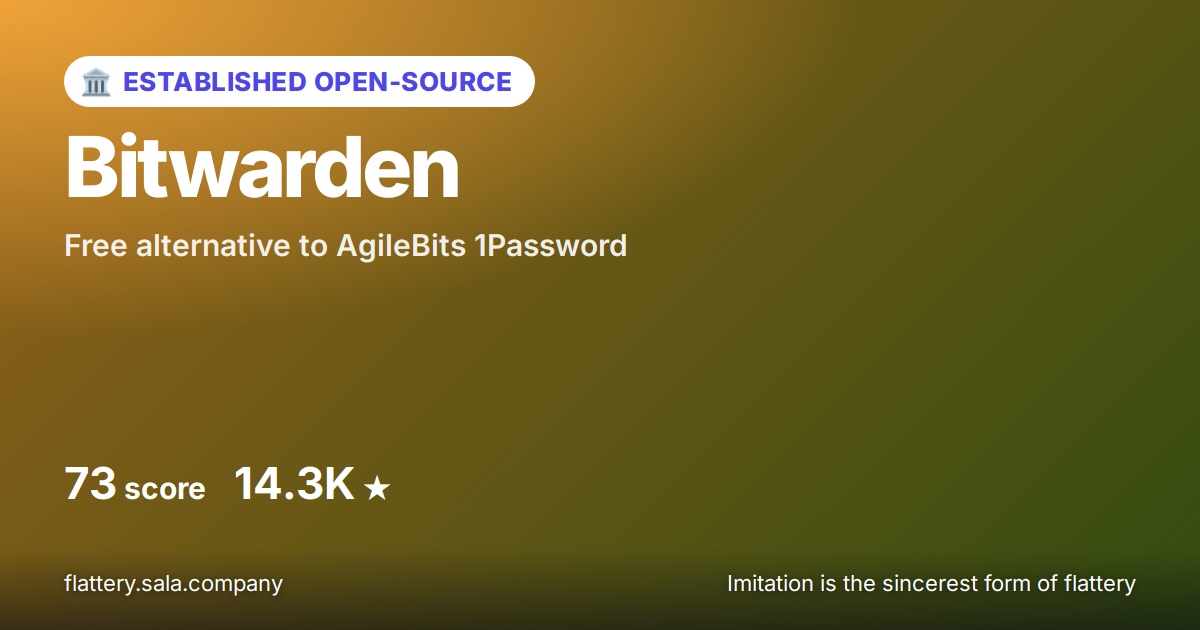 🏛️ ESTABLISHED OPEN-SOURCE
Bitwarden
Free alternative to AgileBits 1Password
73 score 14.3K ★
flattery.sala.company
Imitation is the sincerest form of flattery